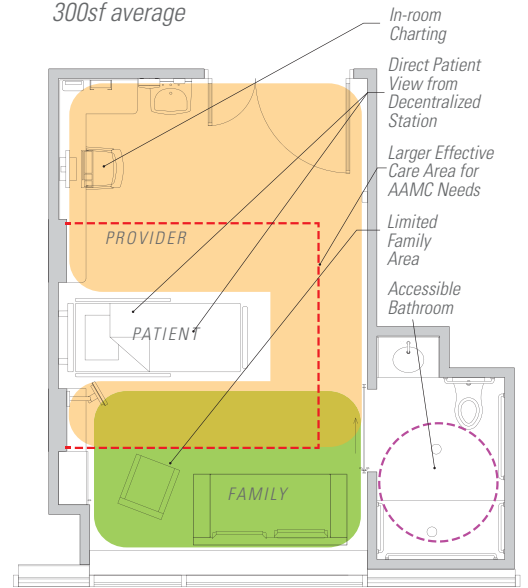 300sf average
In-room
Charting
Direct Patient
View from
Decentralized
Station
Larger Effective
Care Area for
AAMC Needs
Limited
Family
Area
Accessible
Bathroom
PROVIDER
PATIENT
FAMILY